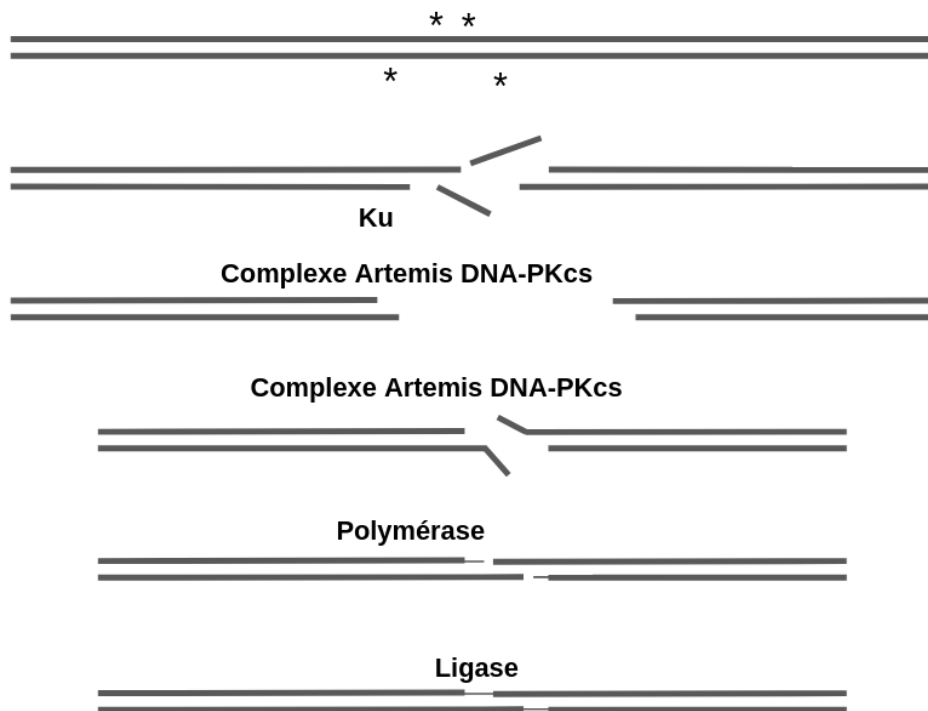 * *
* *
Ku
Complexe Artemis DNA-PKcs
Complexe Artemis DNA-PKcs
Polymérase
Ligase